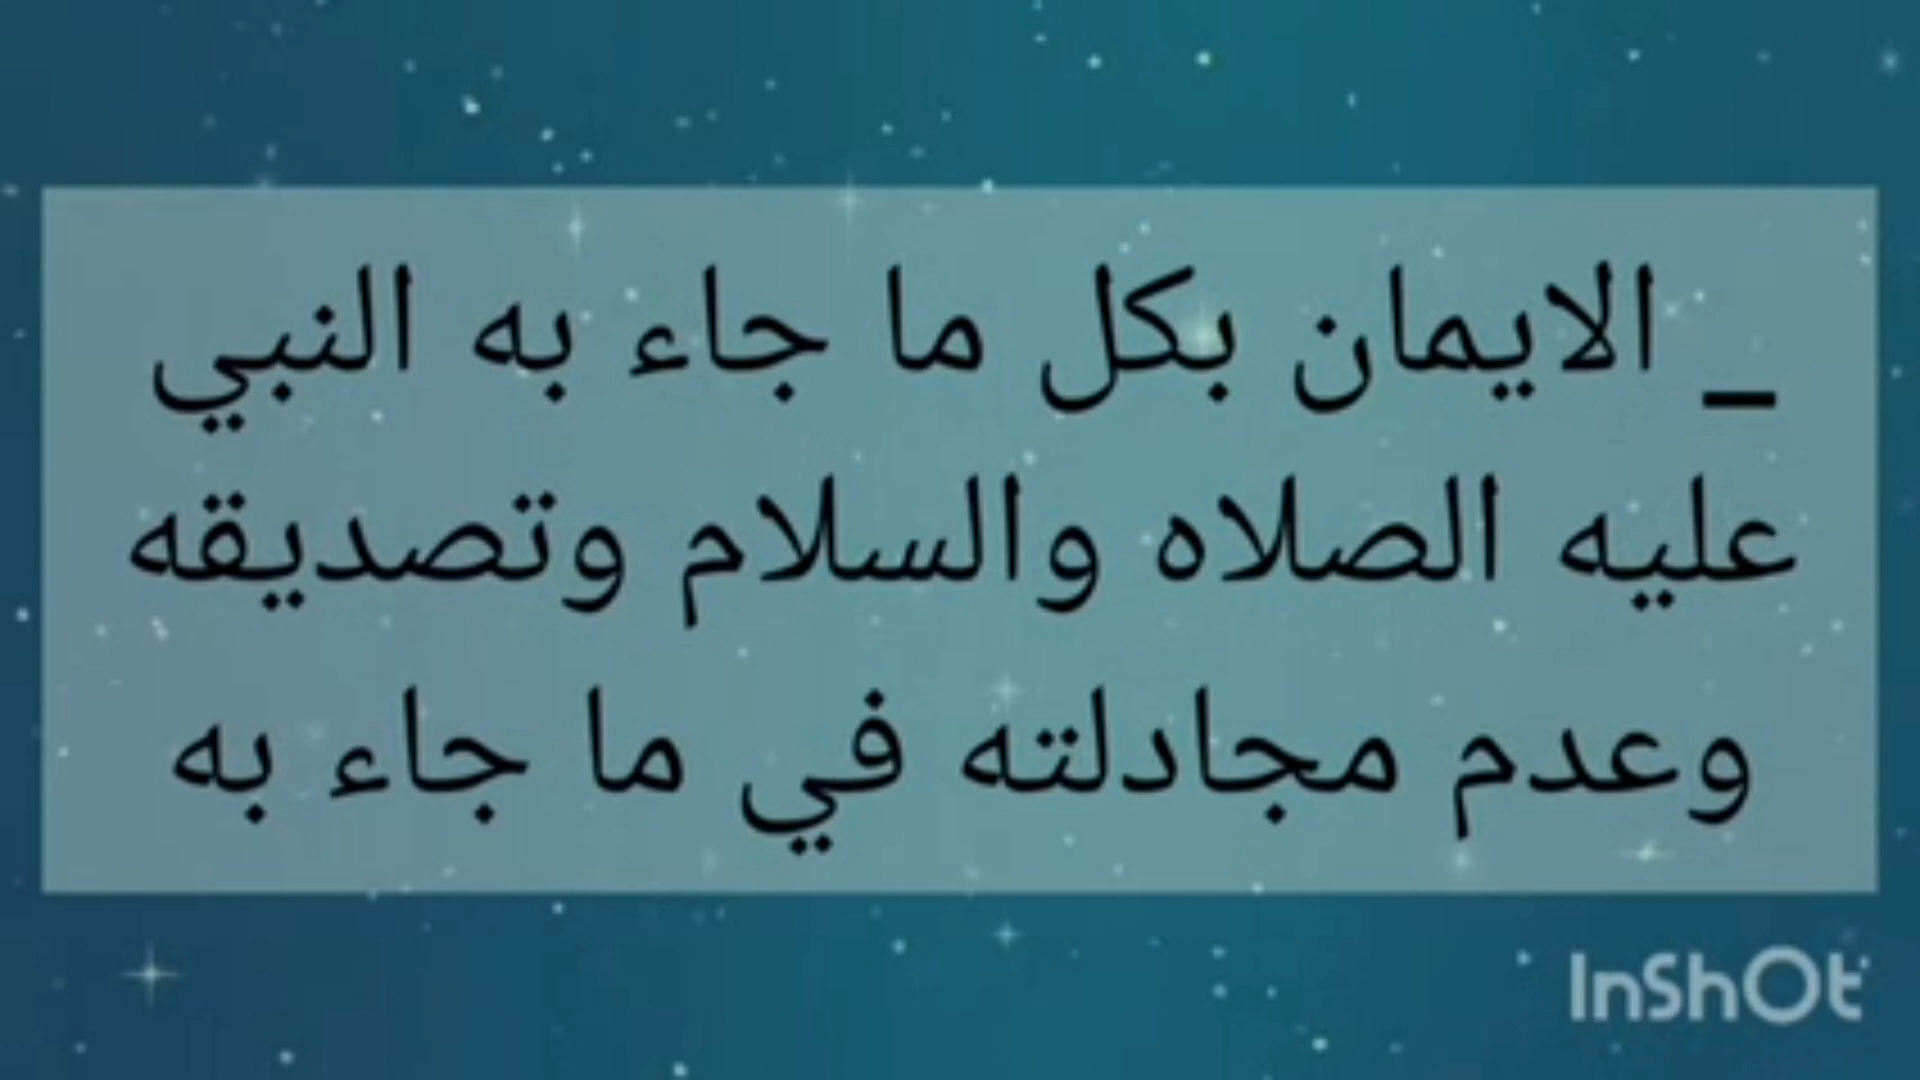 _ الايمان بكل ما جاء به النبي
عليه الصلاه والسلام وتصديقه
وعدم مجادلته في ما جاء به
InShOt